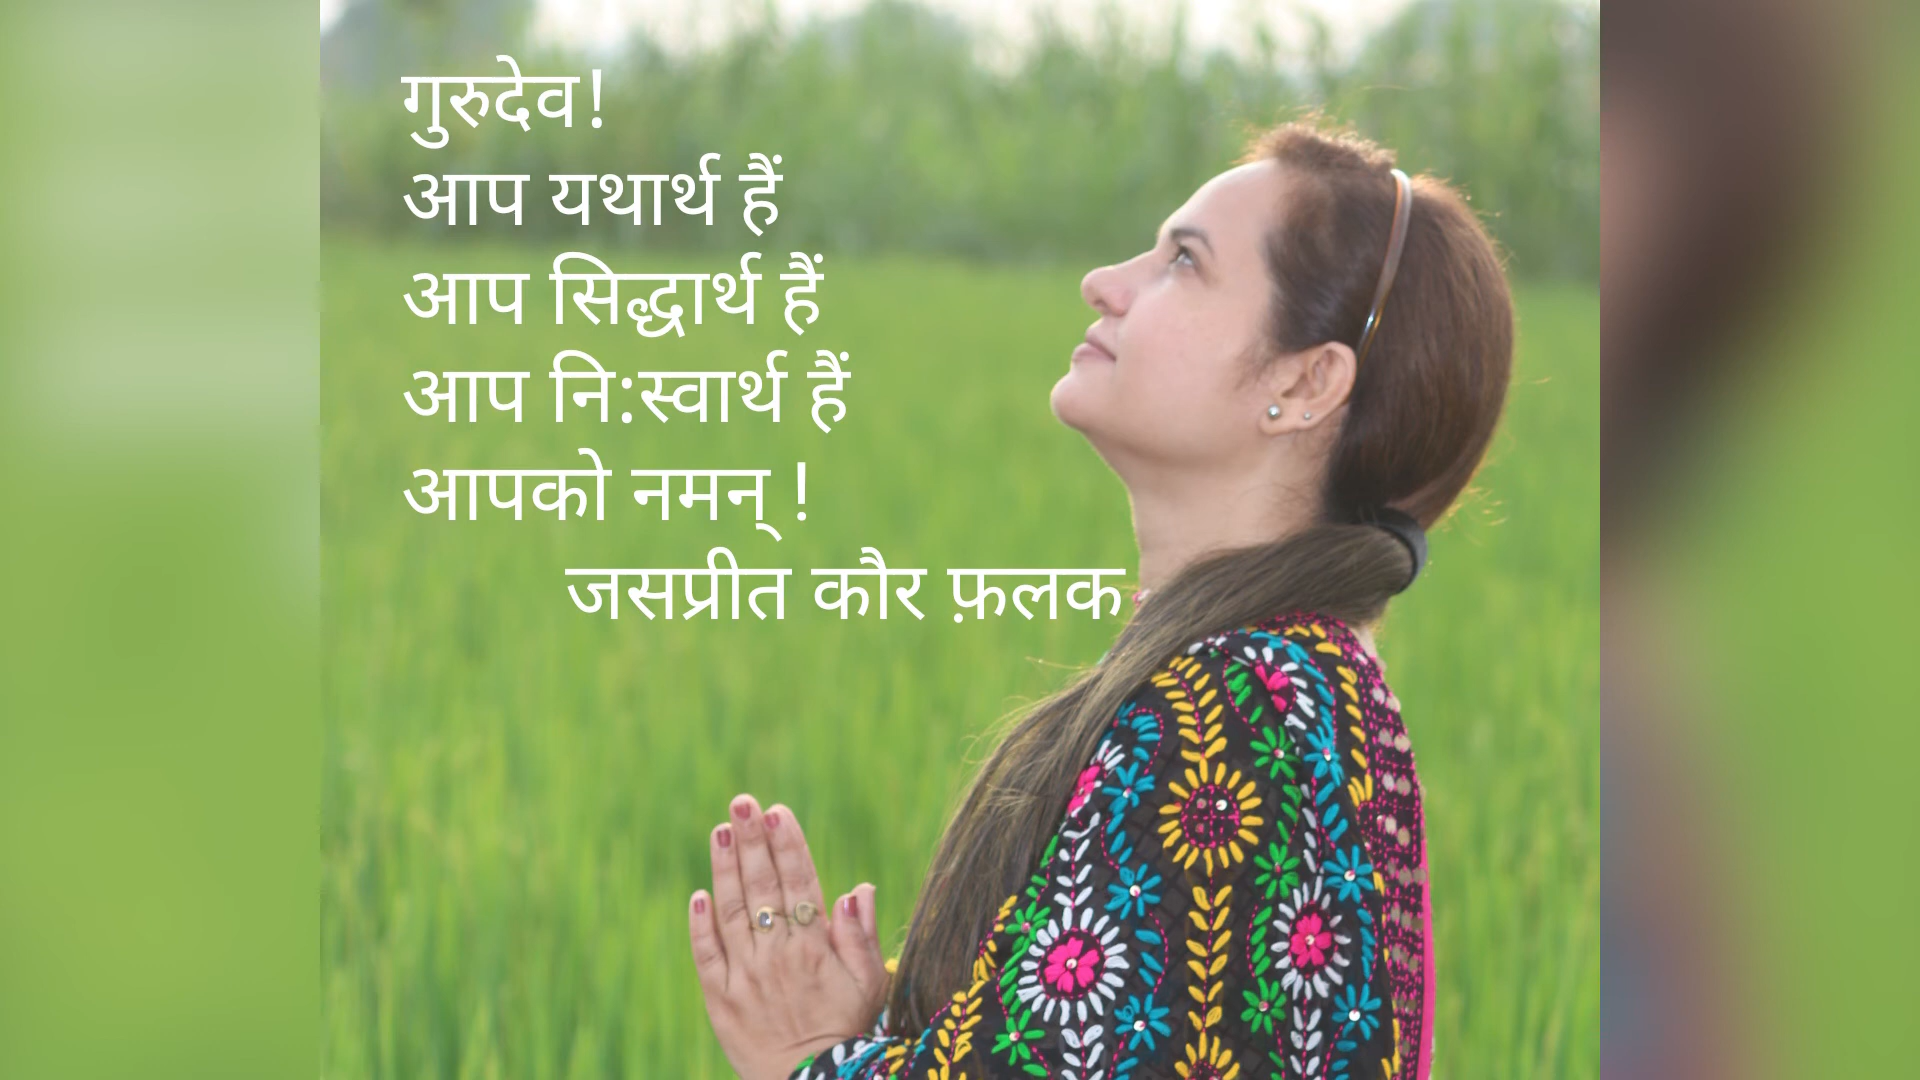 गुरुदेव!
आप यथार्थ हैं
आप सिद्धार्थ हैं
आप नि:स्वार्थ हैं
आपको नमन् !
जसप्रीत कौर फ़लक